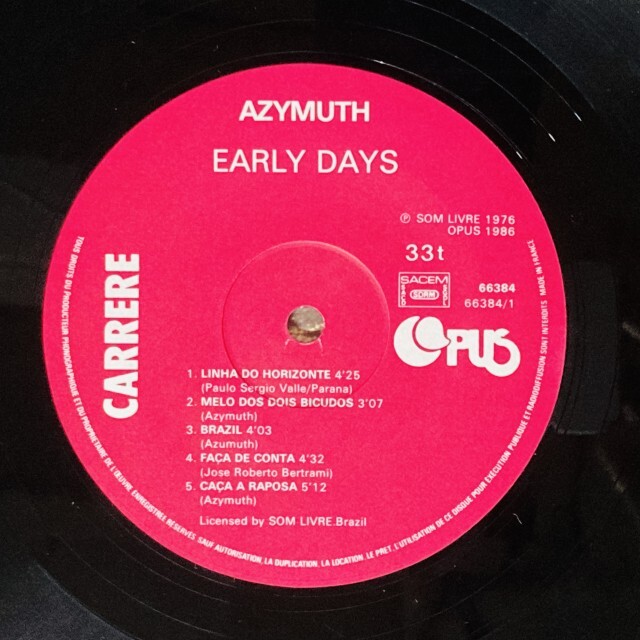 AZYMUTH
EARLY DAYS
℗ SOM LIVRE 1976
OPUS 1986
33t
SACEM
SDRM
66384
66384/1
OPUS
CARRERE
1. LINHA DO HORIZONTE 4'25
(Paulo Sergio Valle/Parana)
2. MELO DOS DOIS BICUDOS 3'07
(Azymuth)
3. BRAZIL 4'03
(Azumuth)
4. FAÇA DE CONTA 4'32
(Jose Roberto Bertrami)
5. CAÇA A RAPOSA 5'12
(Azymuth)
Licensed by SOM LIVRE.Brazil
TOUS DROITS DU PRODUCTEUR PHONOGRAPHIQUE ET DU PROPRIETAIRE DE L'ŒUVRE ENREGISTREE RESERVES. SAUF AUTORISATION, LA DUPLICATION, LA LOCATION, LE PRET, L'UTILISATION DE CE DISQUE POUR EXECUTION PUBLIQUE ET RADIODIFFUSION SONT INTERDITS MADE IN FRANCE